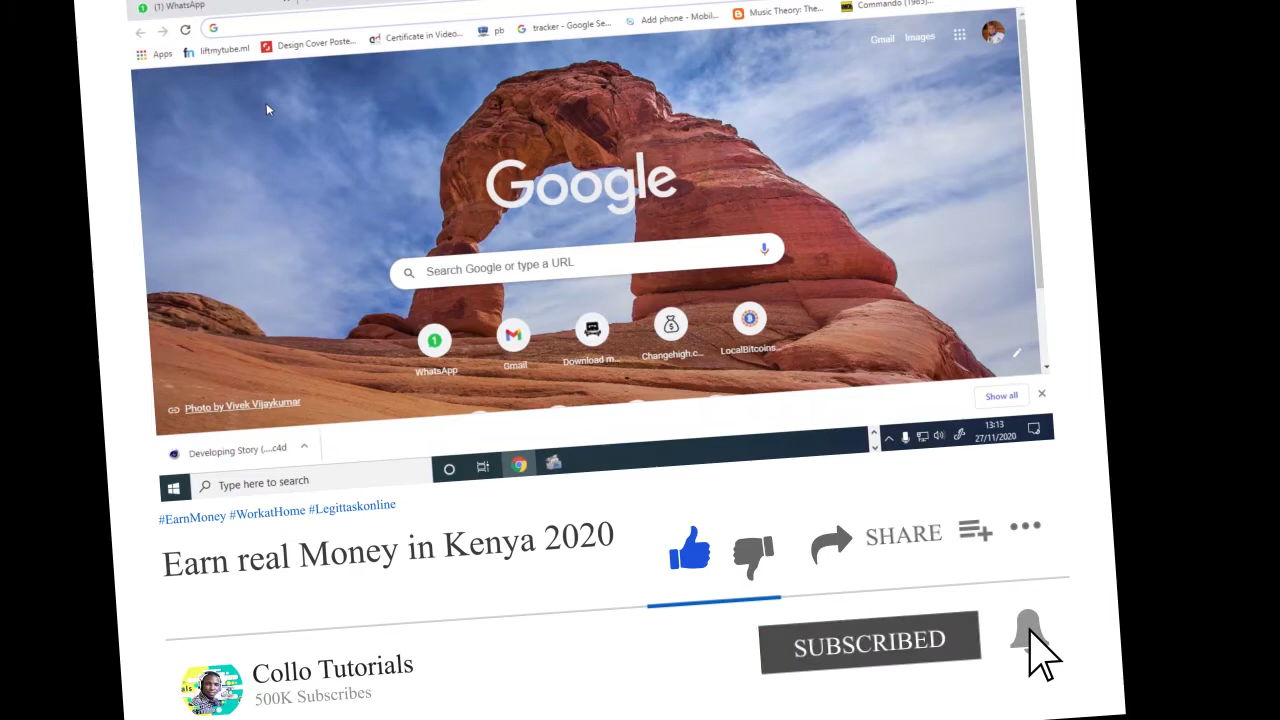 (1) WhatsApp
Apps liftmytube.ml Design Cover Poste... Certificate in Video... pb tracker - Google Se... Add phone - Mobil... Music Theory: The... Commando (1985)...
Gmail Images
Google
Search Google or type a URL
WhatsApp Gmail Download m... Changehigh.c... LocalBitcoins...
Photo by Vivek Vijaykumar
Show all
Developing Story (....c4d
Type here to search
13:13
27/11/2020
#EarnMoney #WorkatHome #Legittaskonline
Earn real Money in Kenya 2020
SHARE
SUBSCRIBED
Collo Tutorials
500K Subscribes